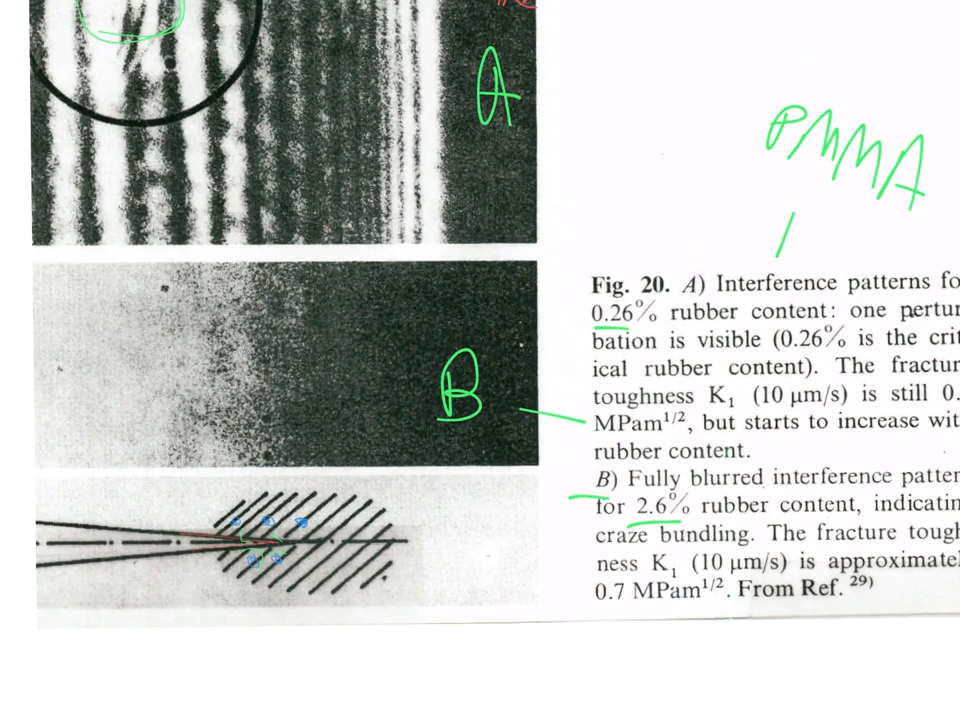 A
PMMA
Fig. 20. A) Interference patterns fo
0.26% rubber content: one pertur
bation is visible (0.26% is the crit
ical rubber content). The fractur
toughness K₁ (10 μm/s) is still 0.
MPam¹/², but starts to increase wit
rubber content.
B
B) Fully blurred interference patter
for 2.6% rubber content, indicatin
craze bundling. The fracture tough
ness K₁ (10 μm/s) is approximatel
0.7 MPam¹/². From Ref. ²⁹⁾